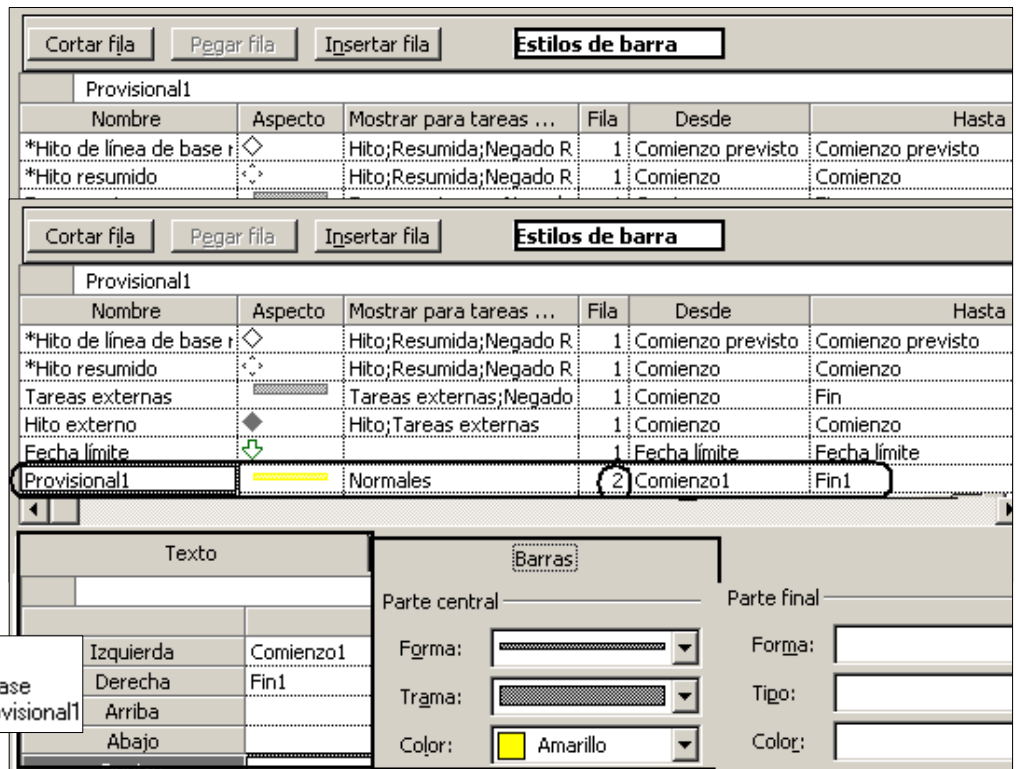 Cortar fila Pegar fila Insertar fila Estilos de barra
Provisional1
Nombre Aspecto Mostrar para tareas ... Fila Desde Hasta
*Hito de línea de base r Hito;Resumida;Negado R 1 Comienzo previsto Comienzo previsto
*Hito resumido Hito;Resumida;Negado R 1 Comienzo Comienzo
Cortar fila Pegar fila Insertar fila Estilos de barra
Provisional1
Nombre Aspecto Mostrar para tareas ... Fila Desde Hasta
*Hito de línea de base r Hito;Resumida;Negado R 1 Comienzo previsto Comienzo previsto
*Hito resumido Hito;Resumida;Negado R 1 Comienzo Comienzo
Tareas externas Tareas externas;Negado 1 Comienzo Fin
Hito externo Hito;Tareas externas 1 Comienzo Comienzo
Fecha límite 1 Fecha límite Fecha límite
Provisional1 Normales 2 Comienzo1 Fin1
Texto Barras
Parte central Parte final
Izquierda Comienzo1 Forma: Forma:
ase Derecha Fin1 Trama: Tipo:
visional1 Arriba
Abajo Color: Amarillo Color: